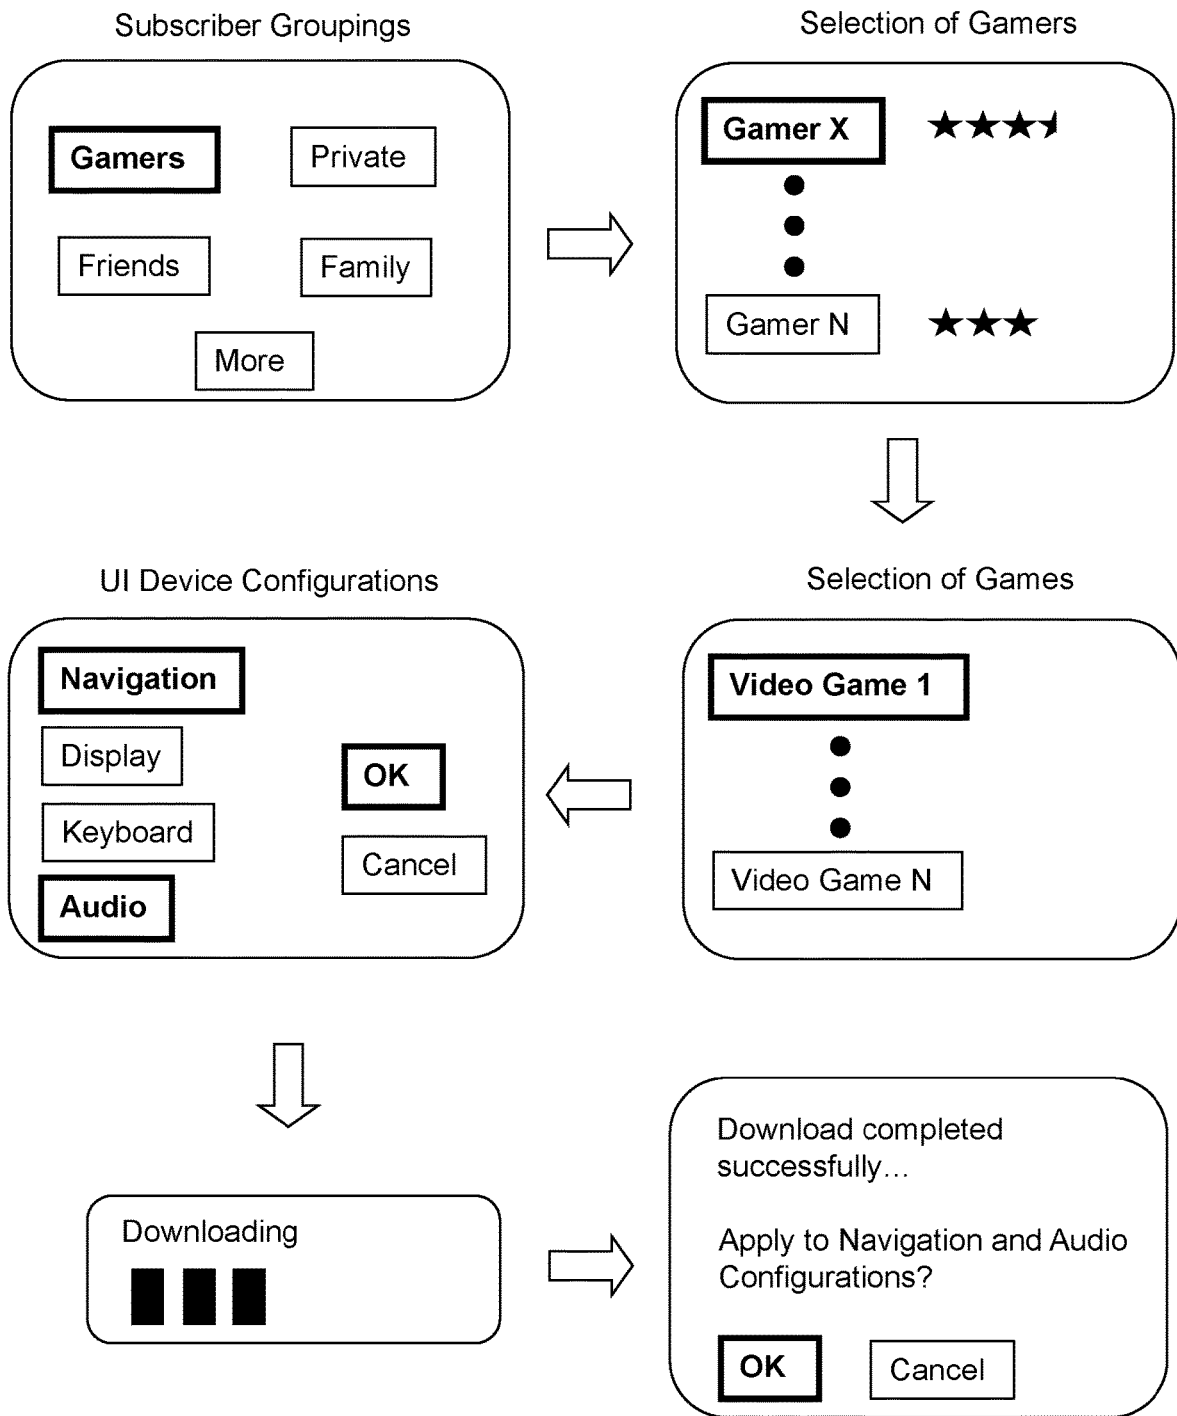 Subscriber Groupings
Gamers
Private
Friends
Family
More
Selection of Gamers
Gamer X
Gamer N
Selection of Games
Video Game 1
Video Game N
UI Device Configurations
Navigation
Display
Keyboard
Audio
OK
Cancel
Downloading
Download completed
successfully...
Apply to Navigation and Audio
Configurations?
OK
Cancel